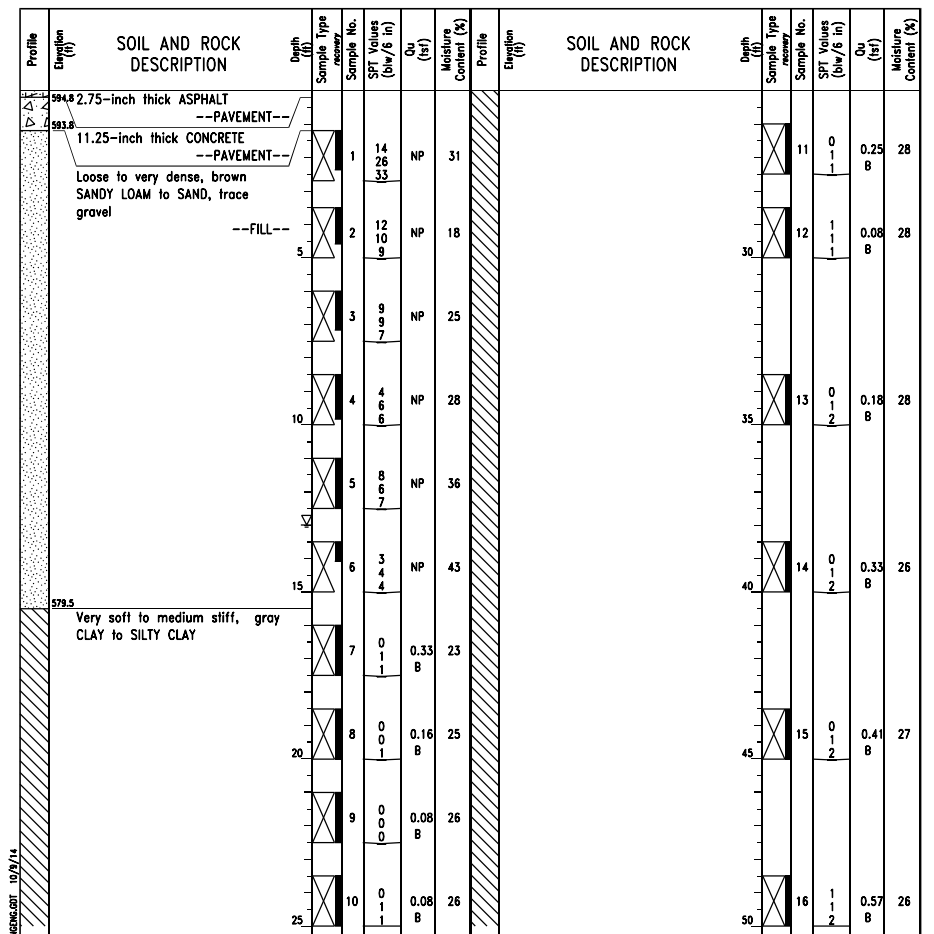 Profile
Elevation (ft)
SOIL AND ROCK DESCRIPTION
Depth (ft)
Sample Type
recovery
Sample No.
SPT Values (blw/6 in)
Qu (tsf)
Moisture Content (%)
Profile
Elevation (ft)
SOIL AND ROCK DESCRIPTION
Depth (ft)
Sample Type
recovery
Sample No.
SPT Values (blw/6 in)
Qu (tsf)
Moisture Content (%)
594.8 2.75-inch thick ASPHALT
--PAVEMENT--
593.8
11.25-inch thick CONCRETE
--PAVEMENT--
Loose to very dense, brown
SANDY LOAM to SAND, trace
gravel
--FILL--
1 14 26 33 NP 31
2 12 10 9 NP 18
5
3 9 9 7 NP 25
4 4 6 6 NP 28
10
5 8 6 7 NP 36
6 3 4 4 NP 43
15
579.5
Very soft to medium stiff, gray
CLAY to SILTY CLAY
7 0 1 1 0.33 B 23
8 0 0 1 0.16 B 25
20
9 0 0 0 0.08 B 26
10 0 1 1 0.08 B 26
25
11 0 1 1 0.25 B 28
12 1 1 1 0.08 B 28
30
13 0 1 2 0.18 B 28
35
14 0 1 2 0.33 B 26
40
15 0 1 2 0.41 B 27
45
16 1 1 2 0.57 B 26
50
10/9/14